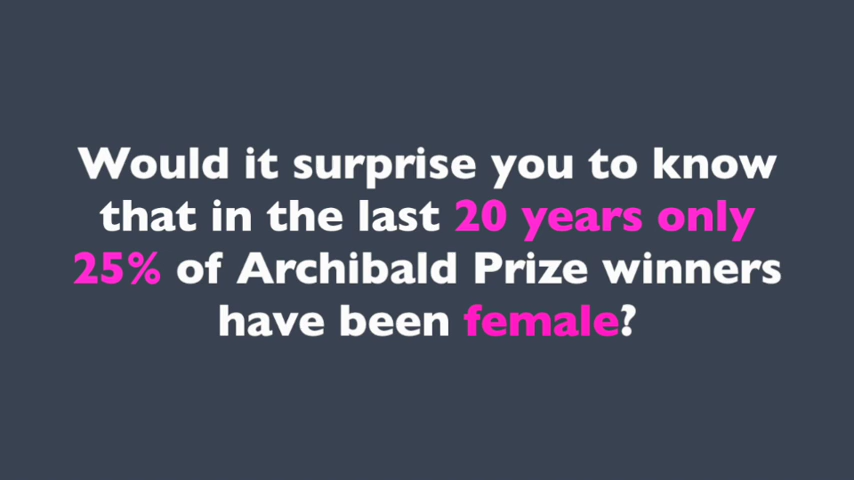 Would it surprise you to know
that in the last 20 years only
25% of Archibald Prize winners
have been female?